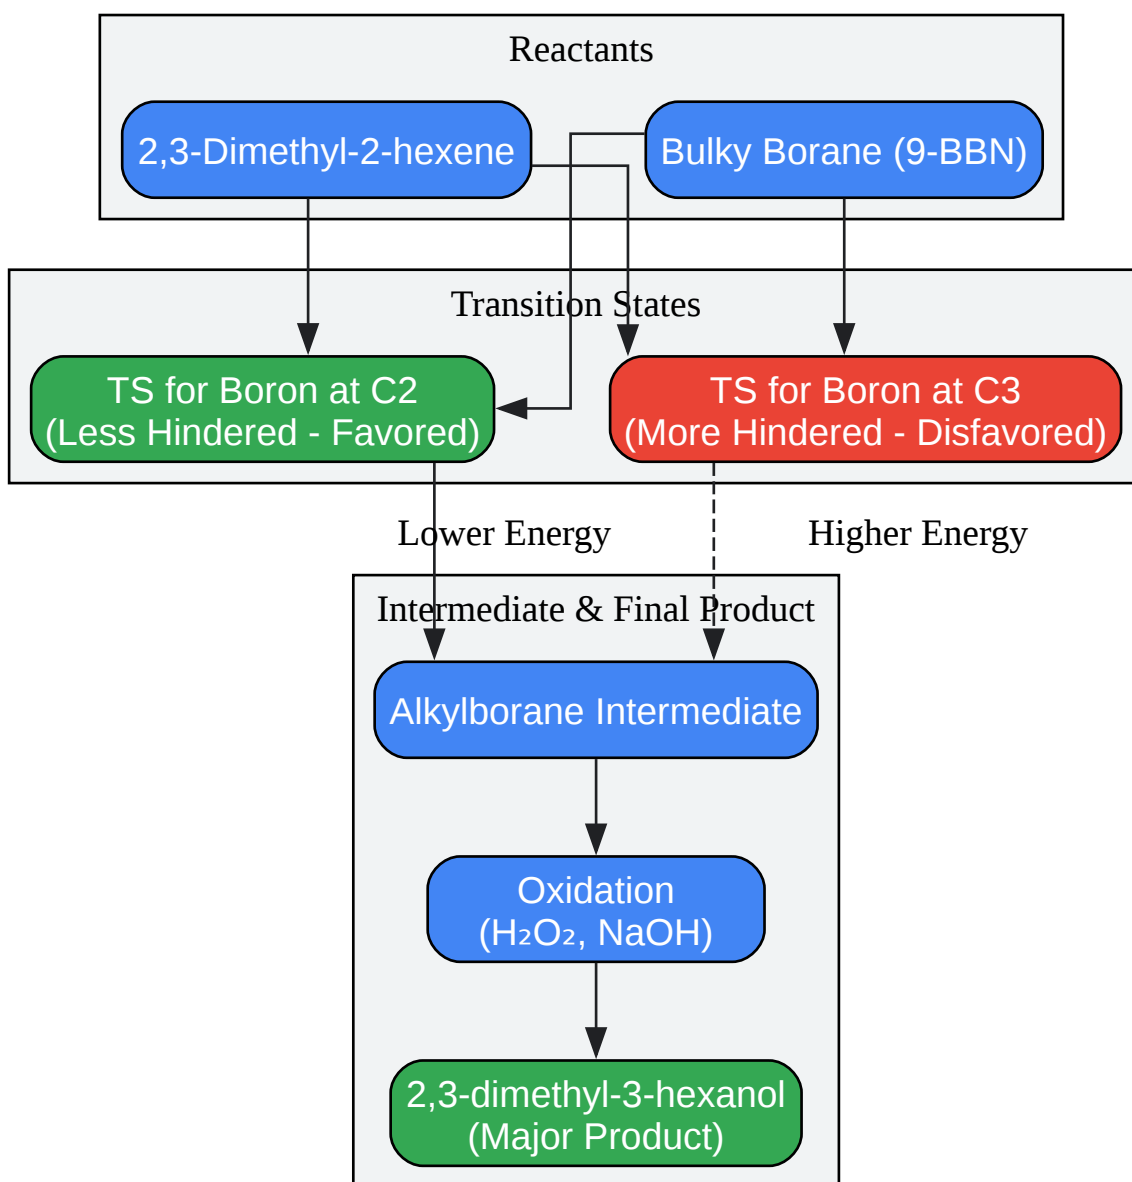 Reactants
2,3-Dimethyl-2-hexene
Bulky Borane (9-BBN)
Transition States
TS for Boron at C2
(Less Hindered - Favored)
TS for Boron at C3
(More Hindered - Disfavored)
Lower Energy
Higher Energy
Intermediate & Final Product
Alkylborane Intermediate
Oxidation
(H₂O₂, NaOH)
2,3-dimethyl-3-hexanol
(Major Product)